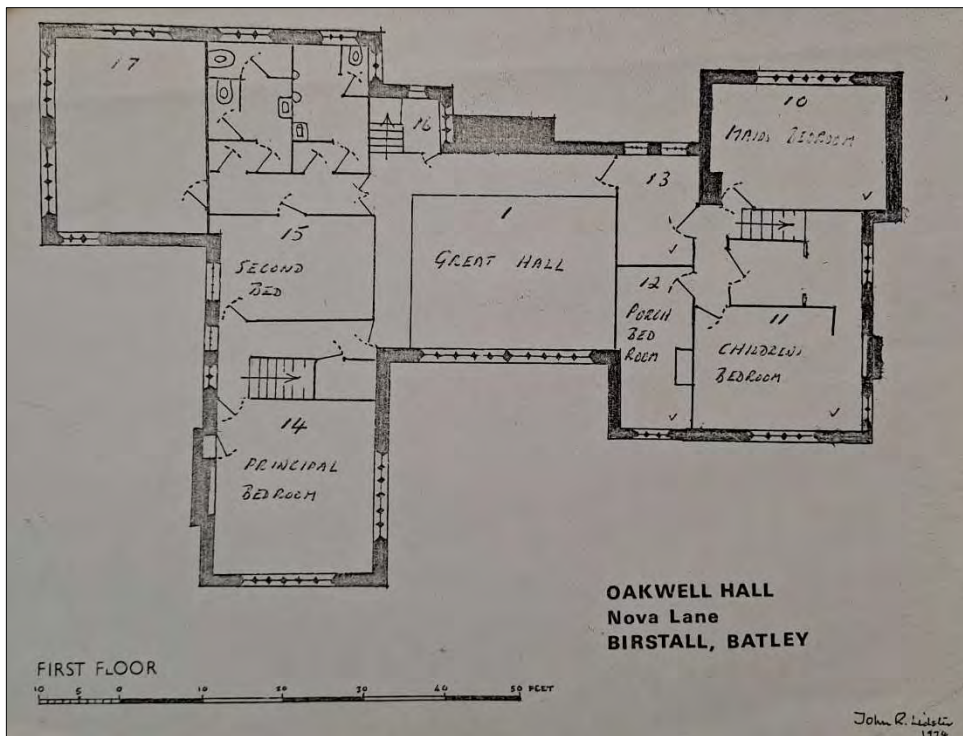 17
16
10
MAIDS BEDROOM
13
1
GREAT HALL
15
SECOND
BED
12
PORCH
BED
ROOM
11
CHILDRENS
BEDROOM
14
PRINCIPAL
BEDROOM
OAKWELL HALL
Nova Lane
BIRSTALL, BATLEY
FIRST FLOOR
10 5 0 10 20 30 40 50 FEET
John R.
1974